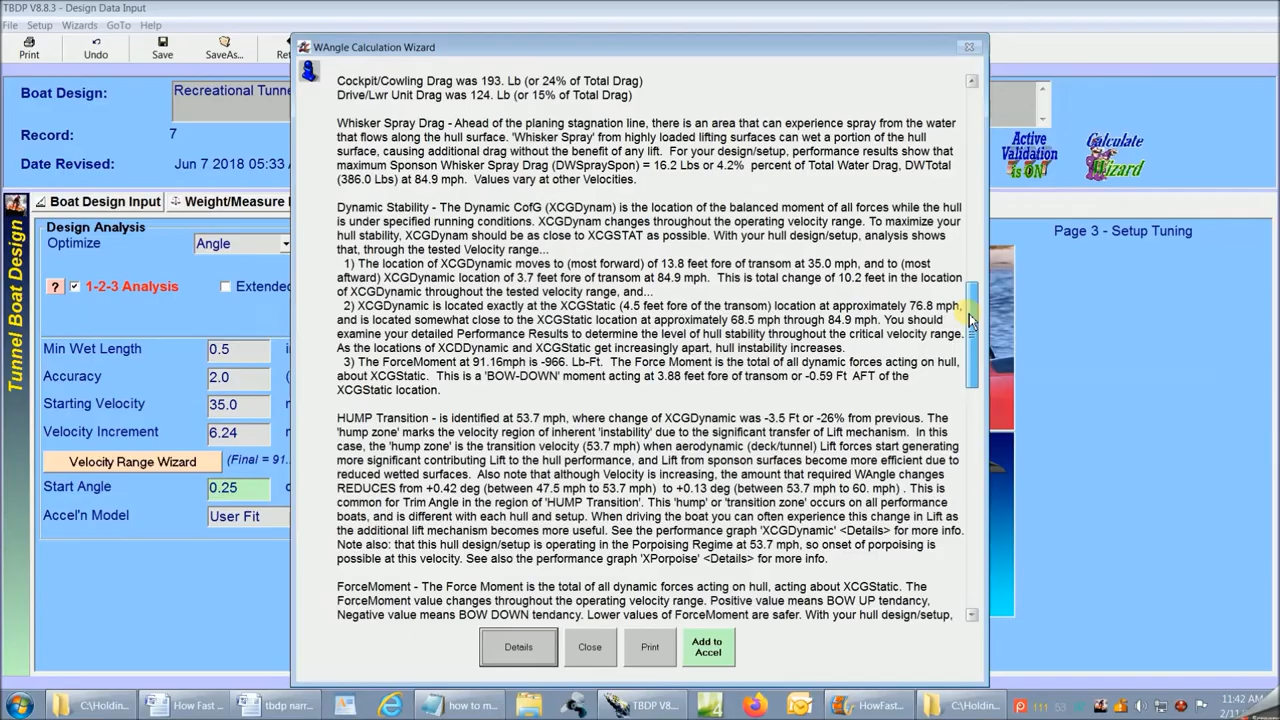 TBDP V8.8.3 - Design Data Input
File Setup Wizards GoTo Help
Print Undo Save SaveAs...
Boat Design: Recreational Tunne
Record: 7
Date Revised: Jun 7 2018 05:33
Boat Design Input Weight/Measure
Tunnel Boat Design
Design Analysis
Optimize Angle
? 1-2-3 Analysis Extended
Min Wet Length 0.5
Accuracy 2.0
Starting Velocity 35.0
Velocity Increment 6.24
Velocity Range Wizard (Final = 91.
Start Angle 0.25
Accel'n Model User Fit
WAngle Calculation Wizard
Cockpit/Cowling Drag was 193. Lb (or 24% of Total Drag)
Drive/Lwr Unit Drag was 124. Lb (or 15% of Total Drag)
Whisker Spray Drag - Ahead of the planing stagnation line, there is an area that can experience spray from the water
that flows along the hull surface. 'Whisker Spray' from highly loaded lifting surfaces can wet a portion of the hull
surface, causing additional drag without the benefit of any lift. For your design/setup, performance results show that
maximum Sponson Whisker Spray Drag (DWSpraySpon) = 16.2 Lbs or 4.2% percent of Total Water Drag, DWTotal
(386.0 Lbs) at 84.9 mph. Values vary at other Velocities.
Dynamic Stability - The Dynamic CofG (XCGDynam) is the location of the balanced moment of all forces while the hull
is under specified running conditions. XCGDynam changes throughout the operating velocity range. To maximize your
hull stability, XCGDynam should be as close to XCGSTAT as possible. With your hull design/setup, analysis shows
that, through the tested Velocity range...
1) The location of XCGDynamic moves to (most forward) of 13.8 feet fore of transom at 35.0 mph, and to (most
aftward) XCGDynamic location of 3.7 feet fore of transom at 84.9 mph. This is total change of 10.2 feet in the location
of XCGDynamic throughout the tested velocity range, and...
2) XCGDynamic is located exactly at the XCGStatic (4.5 feet fore of the transom) location at approximately 76.8 mph,
and is located somewhat close to the XCGStatic location at approximately 68.5 mph through 84.9 mph. You should
examine your detailed Performance Results to determine the level of hull stability throughout the critical velocity range.
As the locations of XCDDynamic and XCGStatic get increasingly apart, hull instability increases.
3) The ForceMoment at 91.16mph is -966. Lb-Ft. The Force Moment is the total of all dynamic forces acting on hull,
about XCGStatic. This is a 'BOW-DOWN' moment acting at 3.88 feet fore of transom or -0.59 Ft AFT of the
XCGStatic location.
HUMP Transition - is identified at 53.7 mph, where change of XCGDynamic was -3.5 Ft or -26% from previous. The
'hump zone' marks the velocity region of inherent 'instability' due to the significant transfer of Lift mechanism. In this
case, the 'hump zone' is the transition velocity (53.7 mph) when aerodynamic (deck/tunnel) Lift forces start generating
more significant contributing Lift to the hull performance, and Lift from sponson surfaces become more efficient due to
reduced wetted surfaces. Also note that although Velocity is increasing, the amount that required WAngle changes
REDUCES from +0.42 deg (between 47.5 mph to 53.7 mph) to +0.13 deg (between 53.7 mph to 60. mph) . This is
common for Trim Angle in the region of 'HUMP Transition'. This 'hump' or 'transition zone' occurs on all performance
boats, and is different with each hull and setup. When driving the boat you can often experience this change in Lift as
the additional lift mechanism becomes more useful. See the performance graph 'XCGDynamic' <Details> for more info.
Note also: that this hull design/setup is operating in the Porpoising Regime at 53.7 mph, so onset of porpoising is
possible at this velocity. See also the performance graph 'XPorpoise' <Details> for more info.
ForceMoment - The Force Moment is the total of all dynamic forces acting on hull, acting about XCGStatic. The
ForceMoment value changes throughout the operating velocity range. Positive value means BOW UP tendancy,
Negative value means BOW DOWN tendancy. Lower values of ForceMoment are safer. With your hull design/setup,
Details Close Print Add to
Accel
Active
Validation
is ON
Calculate
Wizard
Page 3 - Setup Tuning
C:\Holdin... How Fast ... tbdp narr... how to m... TBDP V8... HowFast... C:\Holdin... 111 53
11:42 AM